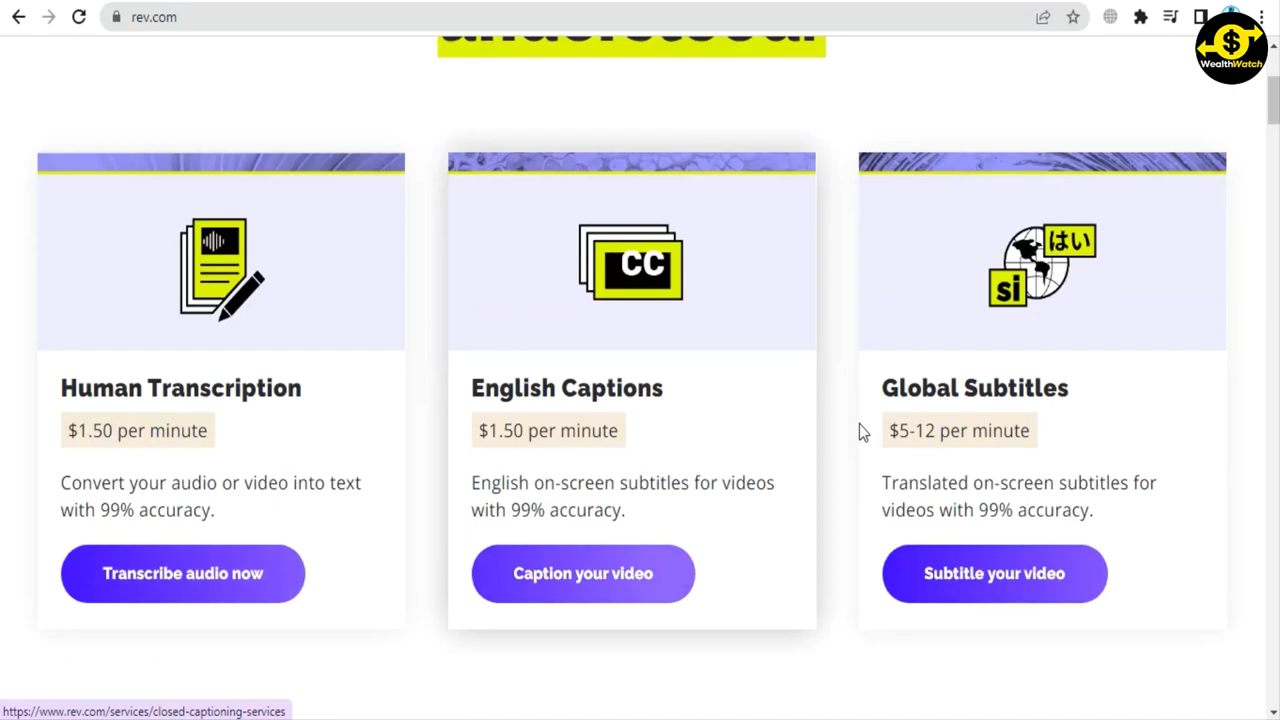 rev.com
WealthWatch
understood.
CC
はい
si
Human Transcription
$1.50 per minute
Convert your audio or video into text
with 99% accuracy.
Transcribe audio now
English Captions
$1.50 per minute
English on-screen subtitles for videos
with 99% accuracy.
Caption your video
Global Subtitles
$5-12 per minute
Translated on-screen subtitles for
videos with 99% accuracy.
Subtitle your video
https://www.rev.com/services/closed-captioning-services